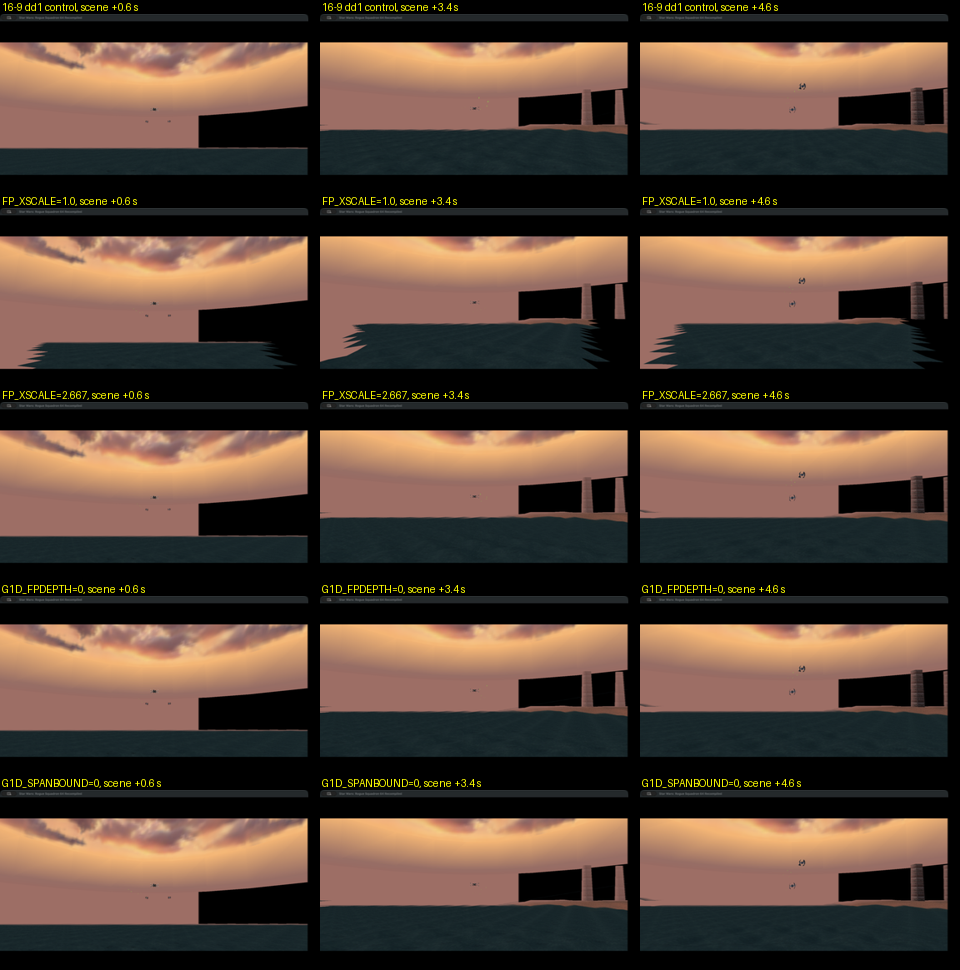 16-9 dd1 control, scene +0.6 s
16-9 dd1 control, scene +3.4 s
16-9 dd1 control, scene +4.6 s
FP_XSCALE=1.0, scene +0.6 s
FP_XSCALE=1.0, scene +3.4 s
FP_XSCALE=1.0, scene +4.6 s
FP_XSCALE=2.667, scene +0.6 s
FP_XSCALE=2.667, scene +3.4 s
FP_XSCALE=2.667, scene +4.6 s
G1D_FPDEPTH=0, scene +0.6 s
G1D_FPDEPTH=0, scene +3.4 s
G1D_FPDEPTH=0, scene +4.6 s
G1D_SPANBOUND=0, scene +0.6 s
G1D_SPANBOUND=0, scene +3.4 s
G1D_SPANBOUND=0, scene +4.6 s